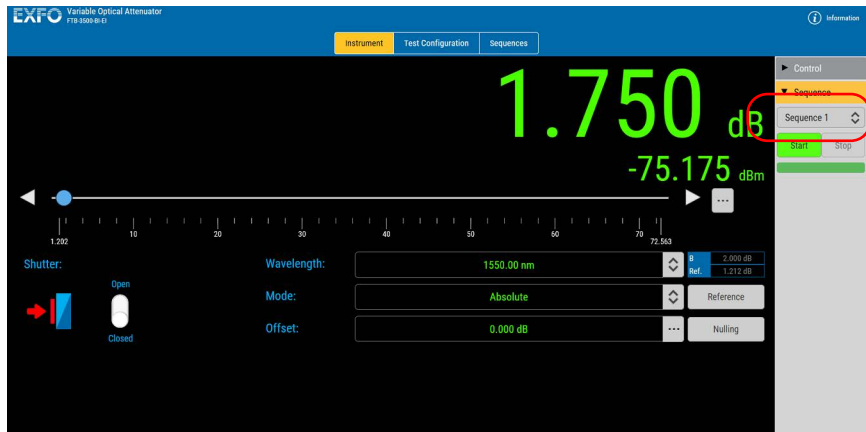 EXFO Variable Optical Attenuator
FTB-3500-BI-EI
Information
Instrument Test Configuration Sequences
Control
Sequence
Sequence 1
Start Stop
1.750 dB
-75.175 dBm
...
10 20 30 40 50 60 70
1.202 72.563
Shutter:
Open
Closed
Wavelength: 1550.00 nm
B 2.000 dB
Ref. 1.212 dB
Mode: Absolute Reference
Offset: 0.000 dB ... Nulling